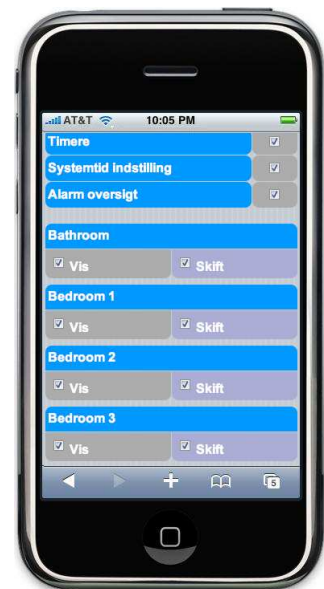 AT&T 10:05 PM
Timere
Systemtid indstilling
Alarm oversigt
Bathroom
Vis Skift
Bedroom 1
Vis Skift
Bedroom 2
Vis Skift
Bedroom 3
Vis Skift
5